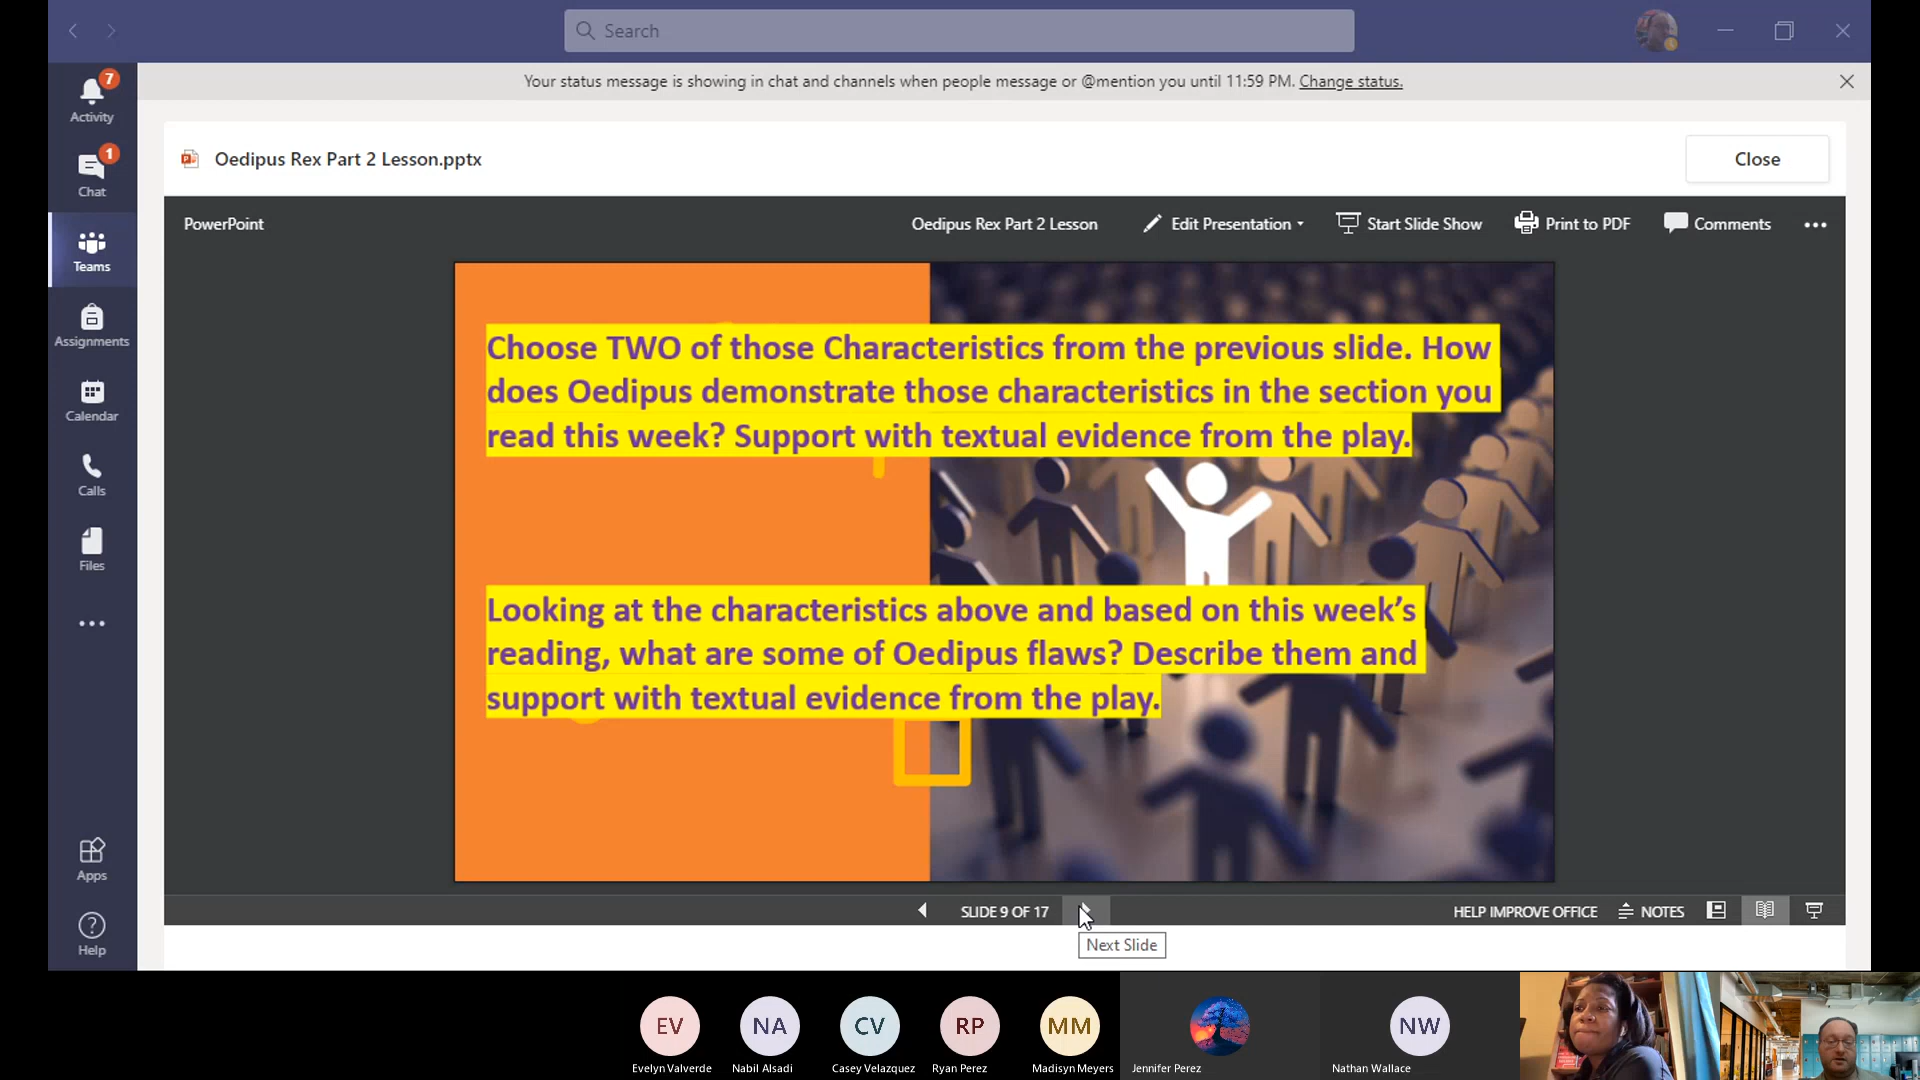 Search
Your status message is showing in chat and channels when people message or @mention you until 11:59 PM. Change status.
7
Activity
1
Chat
Teams
Assignments
Calendar
Calls
Files
Apps
Help
Oedipus Rex Part 2 Lesson.pptx
Close
PowerPoint
Oedipus Rex Part 2 Lesson
Edit Presentation
Start Slide Show
Print to PDF
Comments
Choose TWO of those Characteristics from the previous slide. How
does Oedipus demonstrate those characteristics in the section you
read this week? Support with textual evidence from the play.
Looking at the characteristics above and based on this week's
reading, what are some of Oedipus flaws? Describe them and
support with textual evidence from the play.
SLIDE 9 OF 17
HELP IMPROVE OFFICE
NOTES
Next Slide
EV
NA
CV
RP
MM
NW
Evelyn Valverde
Nabil Alsadi
Casey Velazquez
Ryan Perez
Madisyn Meyers
Jennifer Perez
Nathan Wallace